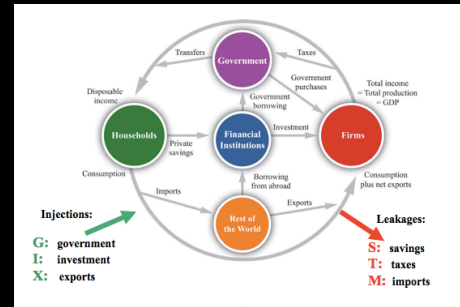 Transfers
Government
Taxes
Government
purchases
Disposable
income
Total income
= Total production
= GDP
Government
borrowing
Households
Private
savings
Financial
Institutions
Investment
Firms
Consumption
Borrowing
from abroad
Consumption
plus net exports
Imports
Rest of
the World
Exports
Injections:
G: government
I: investment
X: exports
Leakages:
S: savings
T: taxes
M: imports